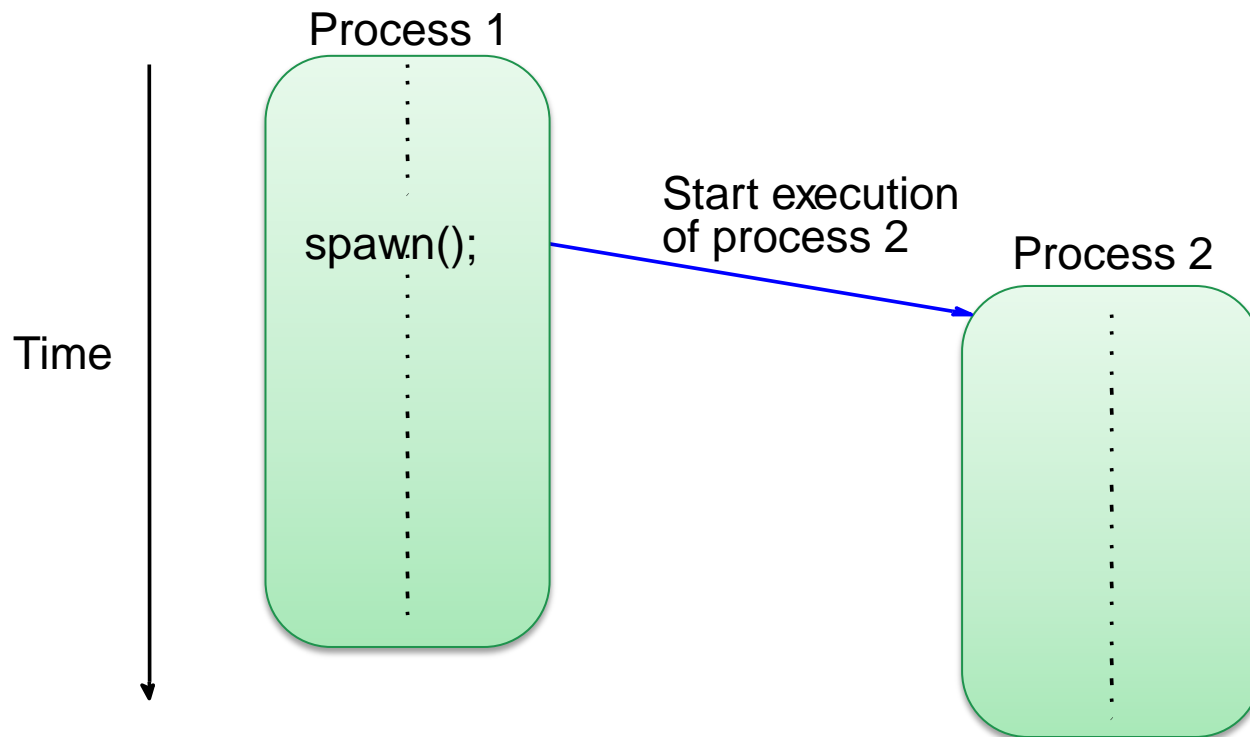 Process 1
Start execution
of process 2
spawn();
Process 2
Time